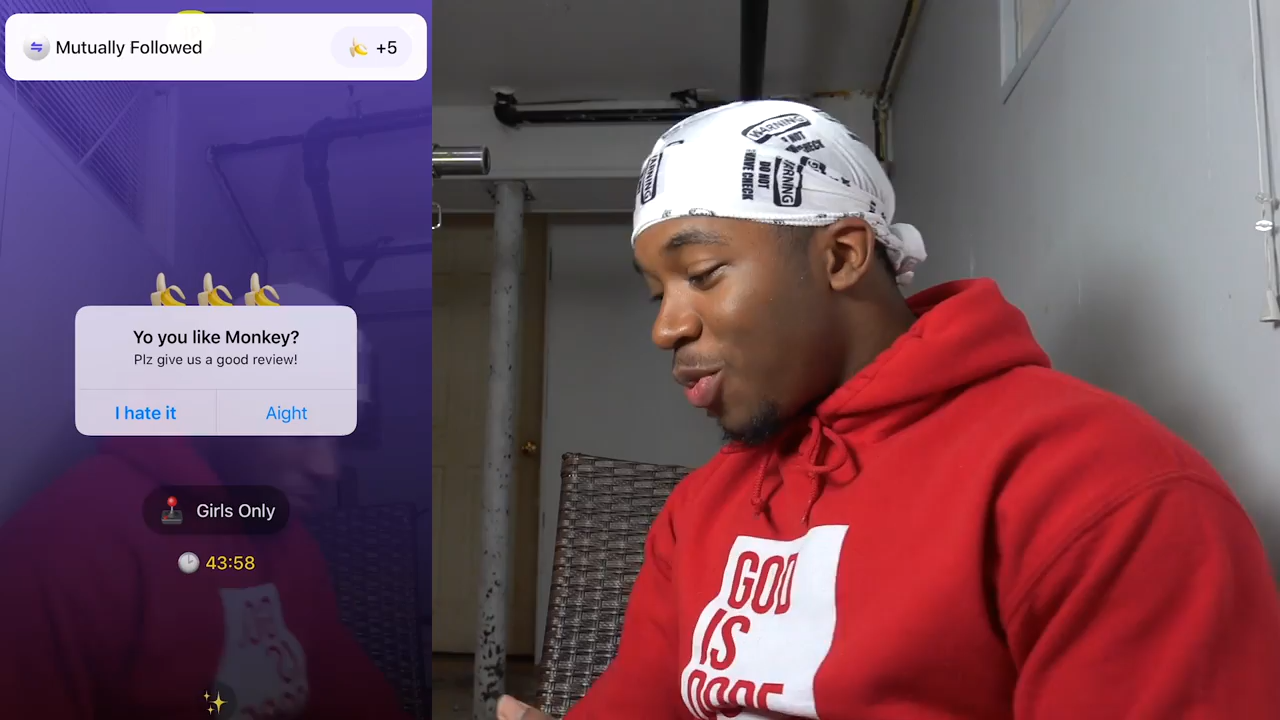 Mutually Followed
+5
Yo you like Monkey?
Plz give us a good review!
I hate it
Aight
Girls Only
43:58
WARNING
DO NOT
WARNING
GOD
IS